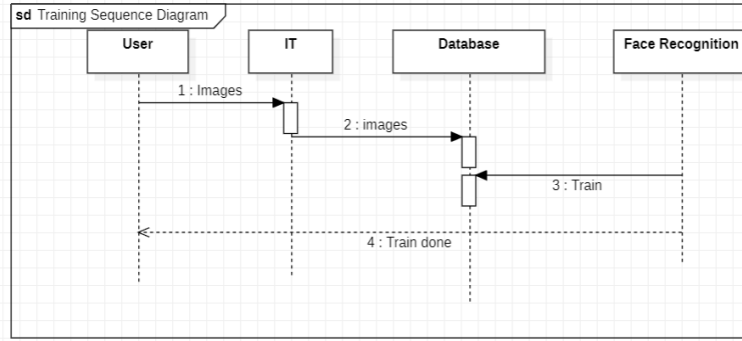 sd Training Sequence Diagram
User IT Database Face Recognition
1 : Images
2 : images
3 : Train
4 : Train done